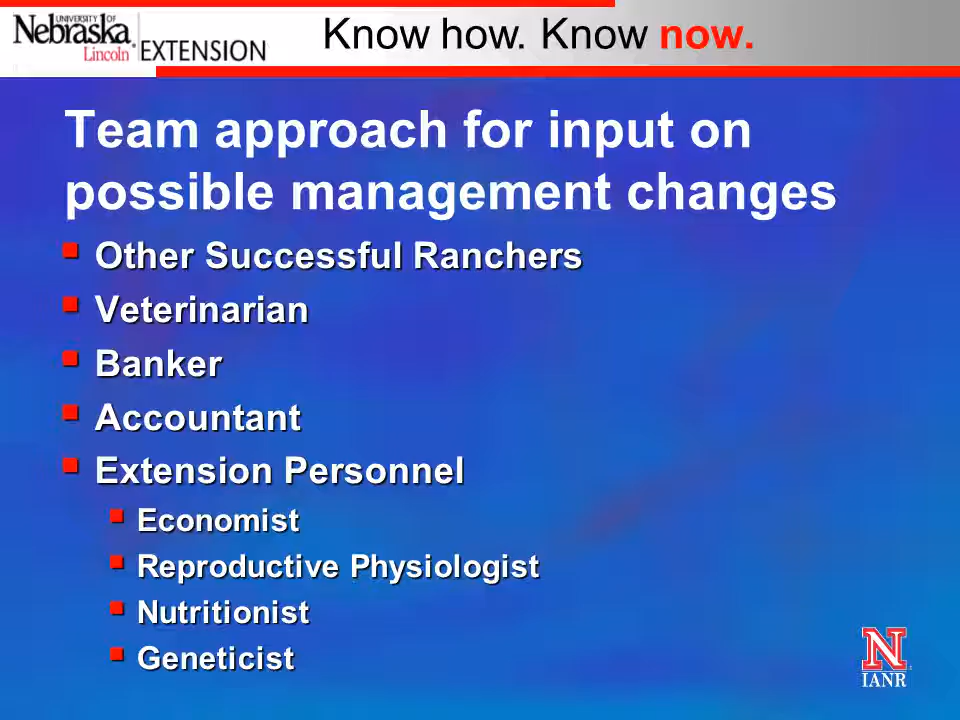 UNIVERSITY OF
Nebraska
Lincoln
EXTENSION
Know how. Know now.
Team approach for input on
possible management changes
Other Successful Ranchers
Veterinarian
Banker
Accountant
Extension Personnel
Economist
Reproductive Physiologist
Nutritionist
Geneticist
N
IANR